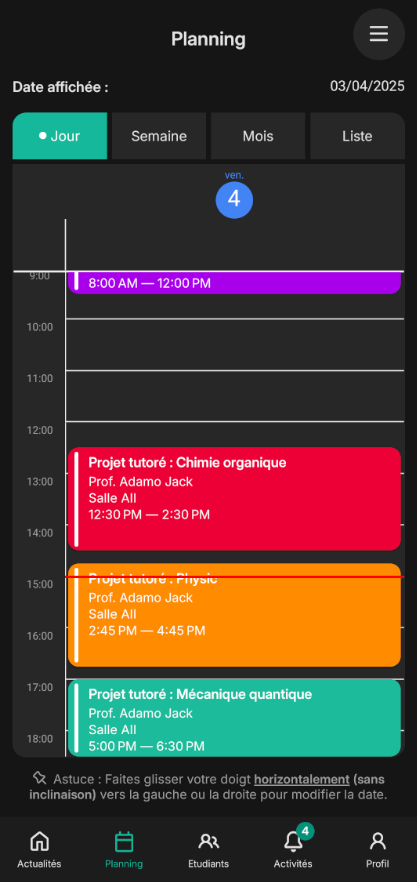 Planning
Date affichée :
03/04/2025
Jour
Semaine
Mois
Liste
ven.
4
9:00
8:00 AM — 12:00 PM
10:00
11:00
12:00
Projet tutoré : Chimie organique
13:00
Prof. Adamo Jack
Salle All
12:30 PM — 2:30 PM
14:00
Projet tutoré : Physic
15:00
Prof. Adamo Jack
Salle All
2:45 PM — 4:45 PM
16:00
17:00
Projet tutoré : Mécanique quantique
Prof. Adamo Jack
Salle All
18:00
5:00 PM — 6:30 PM
Astuce : Faites glisser votre doigt horizontalement (sans
inclinaison) vers la gauche ou la droite pour modifier la date.
4
Actualités
Planning
Etudiants
Activités
Profil